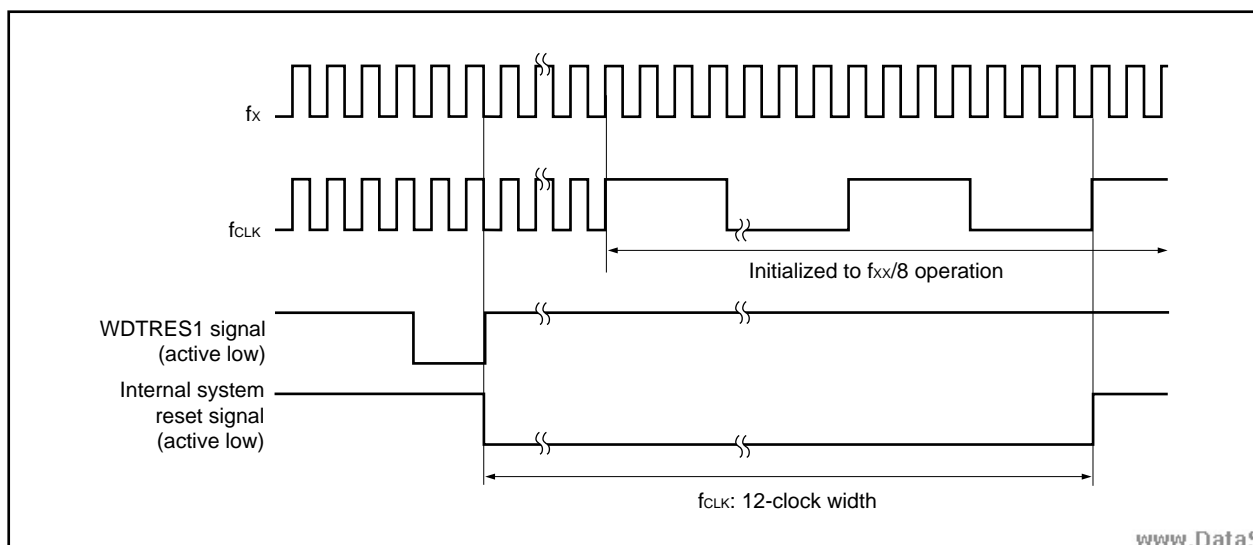 fX
fCLK
Initialized to fXX/8 operation
WDTRES1 signal
(active low)
Internal system
reset signal
(active low)
fCLK: 12-clock width